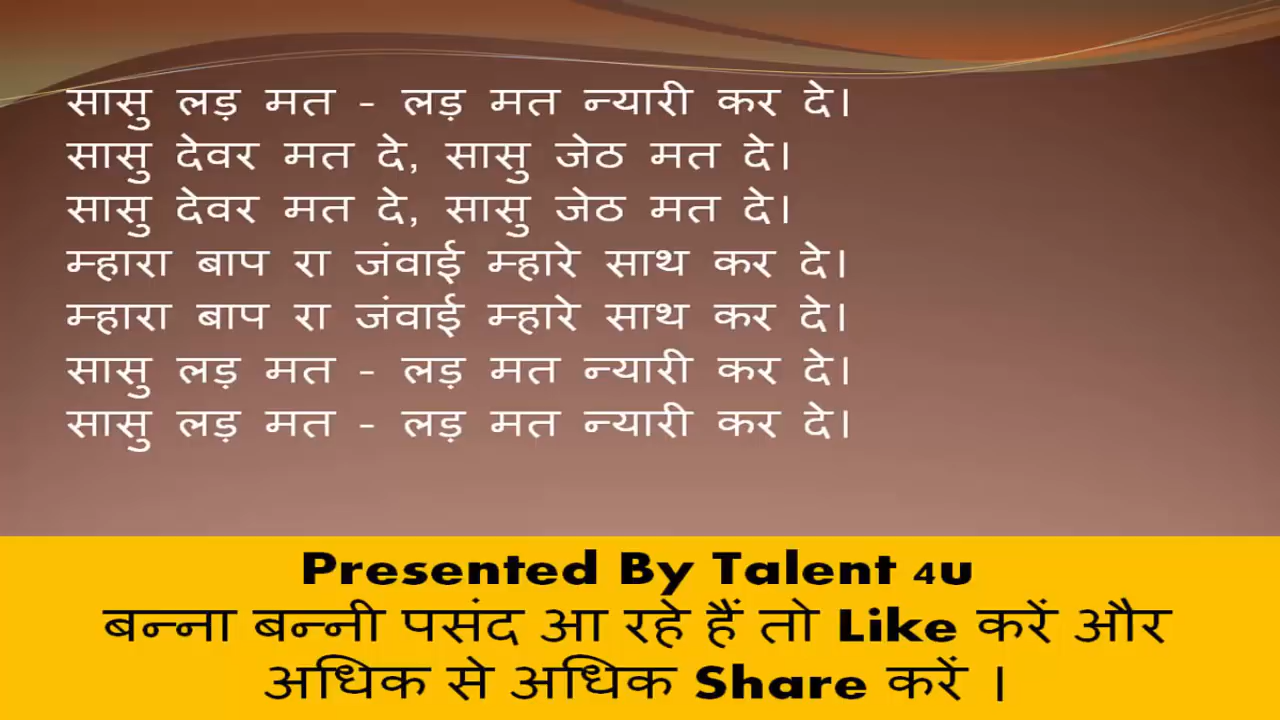 सासु लड़ मत - लड़ मत न्यारी कर दे।
सासु देवर मत दे, सासु जेठ मत दे।
सासु देवर मत दे, सासु जेठ मत दे।
म्हारा बाप रा जंवाई म्हारे साथ कर दे।
म्हारा बाप रा जंवाई म्हारे साथ कर दे।
सासु लड़ मत - लड़ मत न्यारी कर दे।
सासु लड़ मत - लड़ मत न्यारी कर दे।
Presented By Talent 4u
बन्ना बन्नी पसंद आ रहे हैं तो Like करें और
अधिक से अधिक Share करें ।